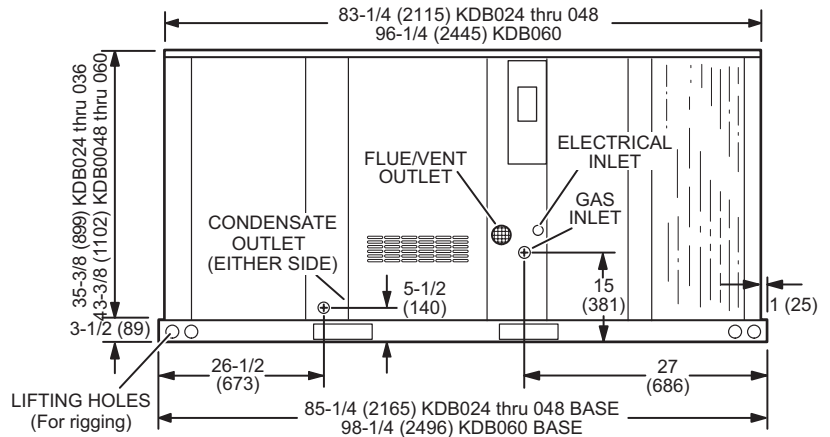 83-1/4 (2115) KDB024 thru 048
96-1/4 (2445) KDB060
35-3/8 (899) KDB024 thru 036
43-3/8 (1102) KDB0048 thru 060
FLUE/VENT
OUTLET
ELECTRICAL
INLET
GAS
INLET
CONDENSATE
OUTLET
(EITHER SIDE)
5-1/2
(140)
15
(381)
1 (25)
3-1/2 (89)
26-1/2
(673)
27
(686)
LIFTING HOLES
(For rigging)
85-1/4 (2165) KDB024 thru 048 BASE
98-1/4 (2496) KDB060 BASE